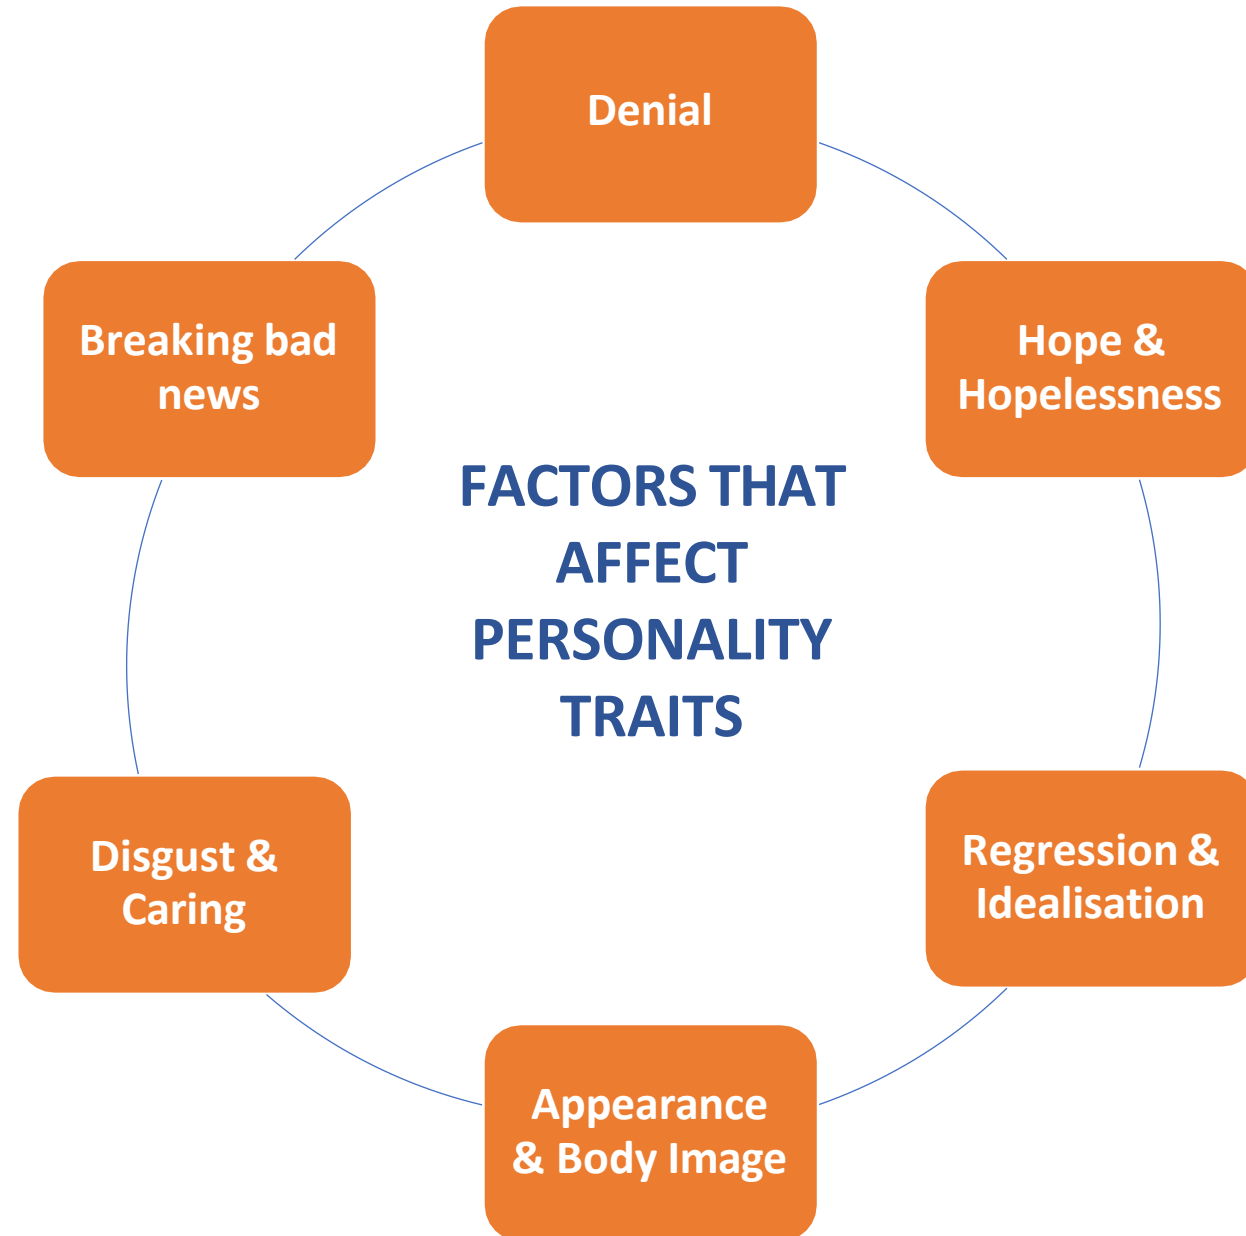 Denial
Hope &
Hopelessness
Regression &
Idealisation
Appearance
& Body Image
Disgust &
Caring
Breaking bad
news
FACTORS THAT
AFFECT
PERSONALITY
TRAITS